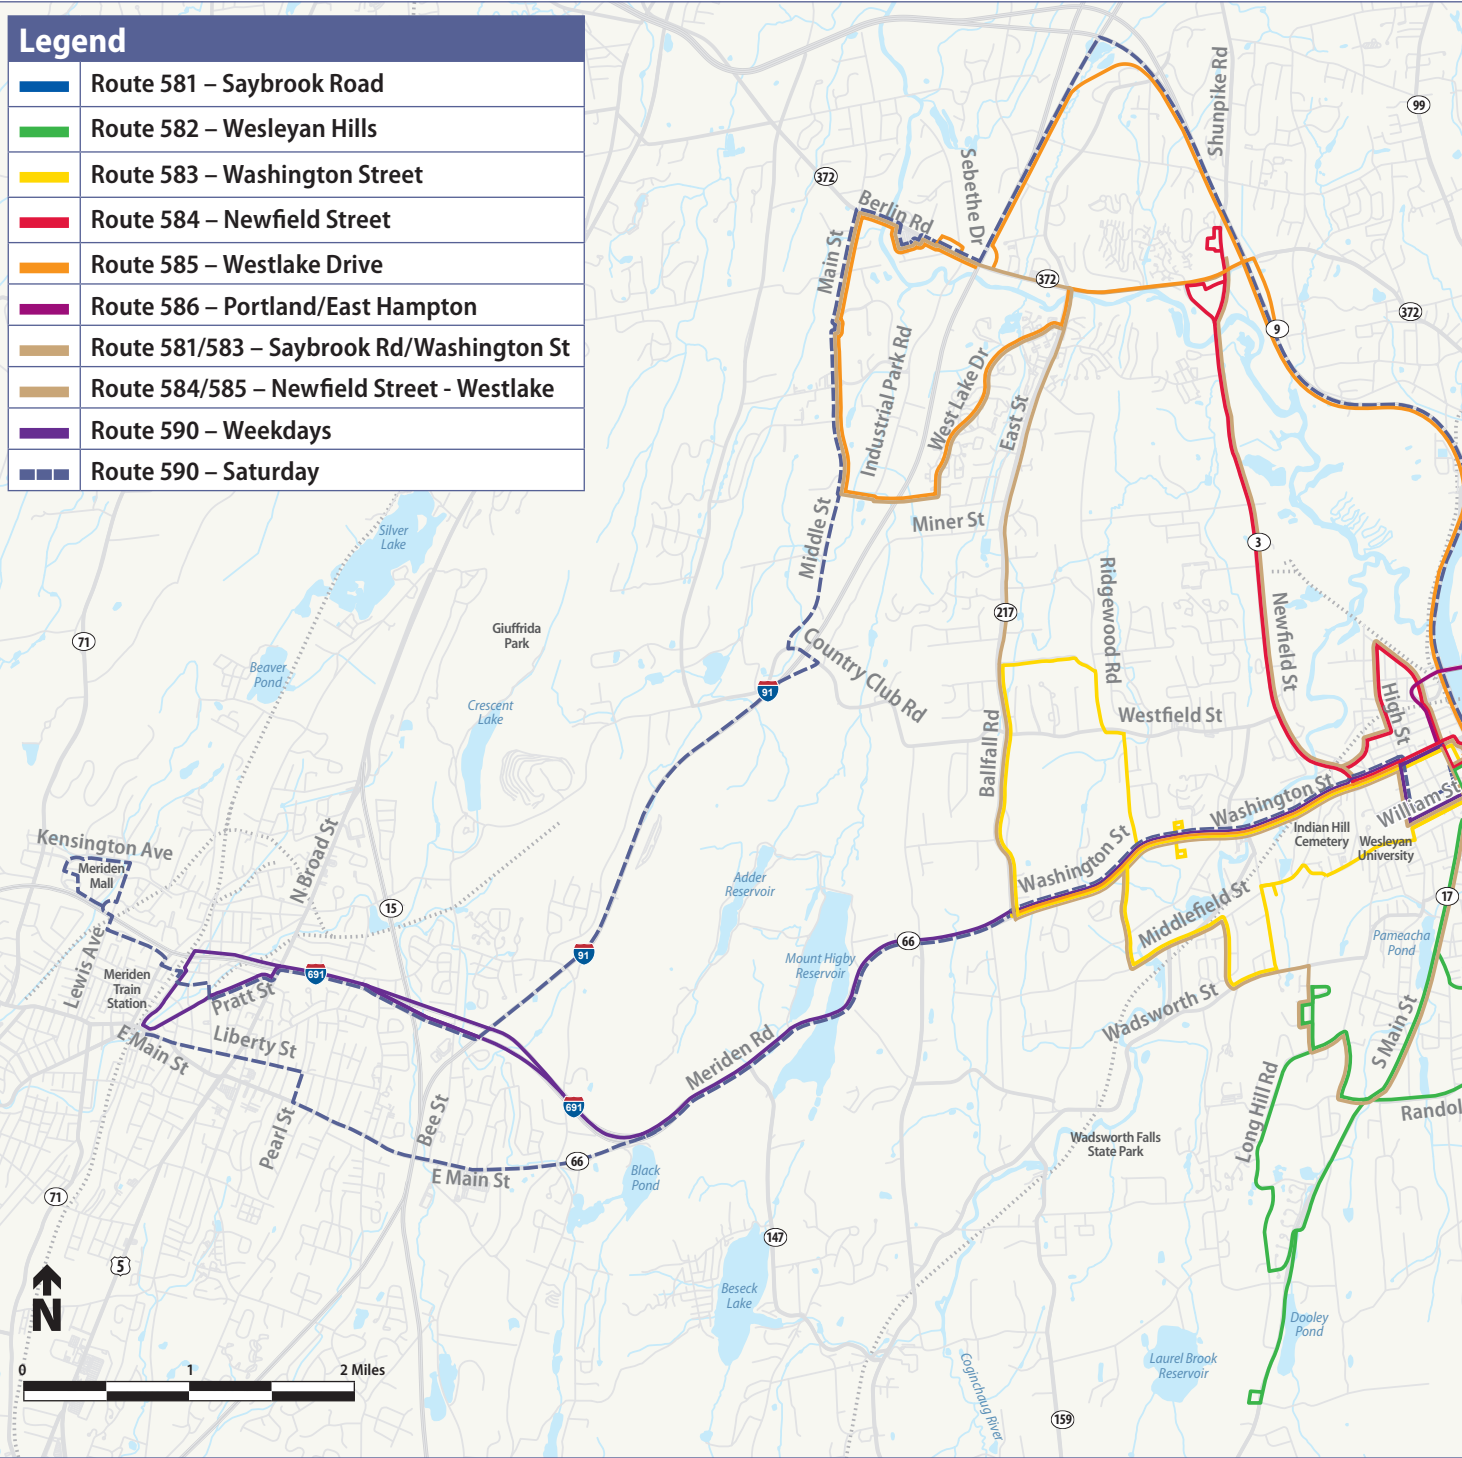 Legend
Route 581 – Saybrook Road
Route 582 – Wesleyan Hills
Route 583 – Washington Street
Route 584 – Newfield Street
Route 585 – Westlake Drive
Route 586 – Portland/East Hampton
Route 581/583 – Saybrook Rd/Washington St
Route 584/585 – Newfield Street - Westlake
Route 590 – Weekdays
Route 590 – Saturday
Shunpike Rd
99
372
Sebethe Dr
Berlin Rd
Main St
372
372
9
Industrial Park Rd
West Lake Dr
East St
Silver
Lake
Middle St
Miner St
3
Ridgewood Rd
Newfield St
217
71
Giuffrida
Park
Beaver
Pond
Country Club Rd
91
Crescent
Lake
Westfield St
High St
Ballfall Rd
Washington St
William St
Indian Hill
Cemetery
Wesleyan
University
Kensington Ave
Meriden
Mall
N Broad St
15
Adder
Reservoir
Washington St
Middlefield St
17
Pameacha
Pond
Lewis Ave
91
66
Mount Higby
Reservoir
Meriden
Train
Station
691
Pratt St
Wadsworth St
S Main St
E Main St
Liberty St
Meriden Rd
691
Bee St
Pearl St
Long Hill Rd
Randol
Wadsworth Falls
State Park
66
E Main St
Black
Pond
71
147
5
N
Beseck
Lake
Dooley
Pond
Laurel Brook
Reservoir
Coginchaug River
0
1
2 Miles
159